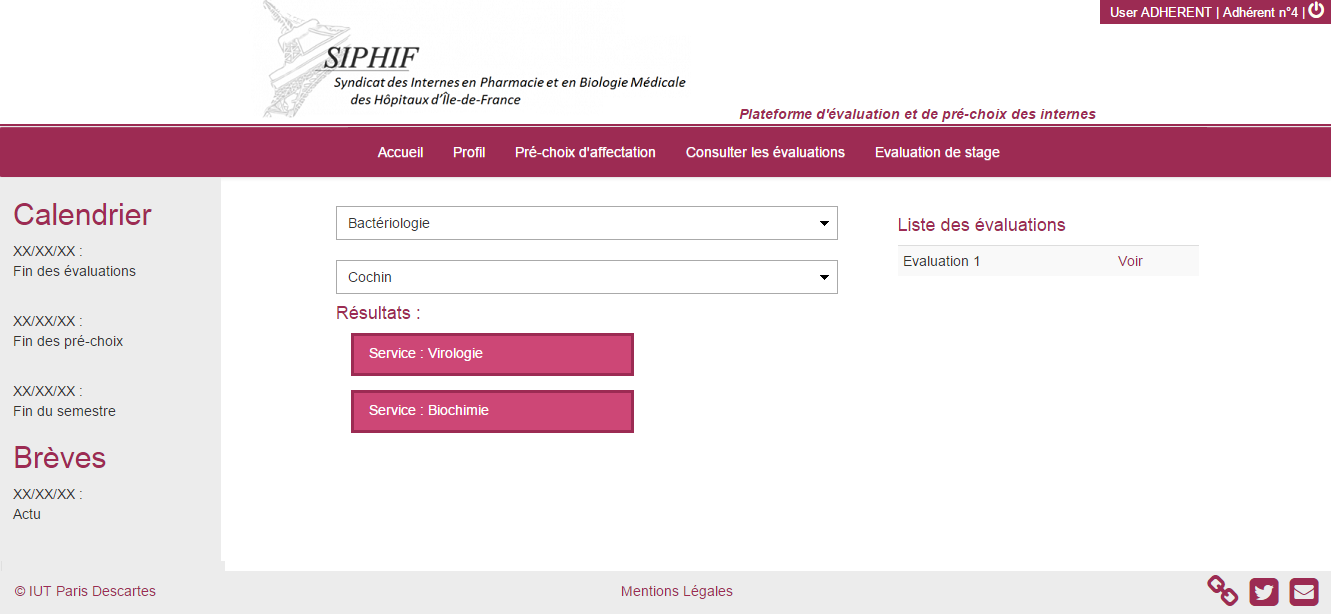 User ADHERENT | Adhérent n°4 |
SIPHIF
Syndicat des Internes en Pharmacie et en Biologie Médicale
des Hôpitaux d'Île-de-France
Plateforme d'évaluation et de pré-choix des internes
Accueil Profil Pré-choix d'affectation Consulter les évaluations Evaluation de stage
Calendrier
XX/XX/XX :
Fin des évaluations
XX/XX/XX :
Fin des pré-choix
XX/XX/XX :
Fin du semestre
Brèves
XX/XX/XX :
Actu
Bactériologie
Cochin
Résultats :
Service : Virologie
Service : Biochimie
Liste des évaluations
Evaluation 1 Voir
© IUT Paris Descartes
Mentions Légales